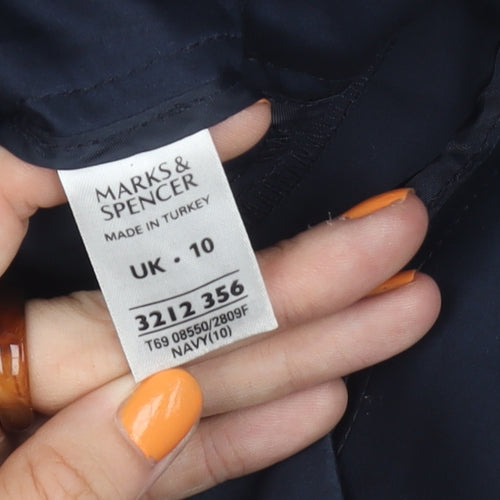 MARKS &
SPENCER
MADE IN TURKEY
UK • 10
3212 356
T69 08550/2809F
NAVY(10)